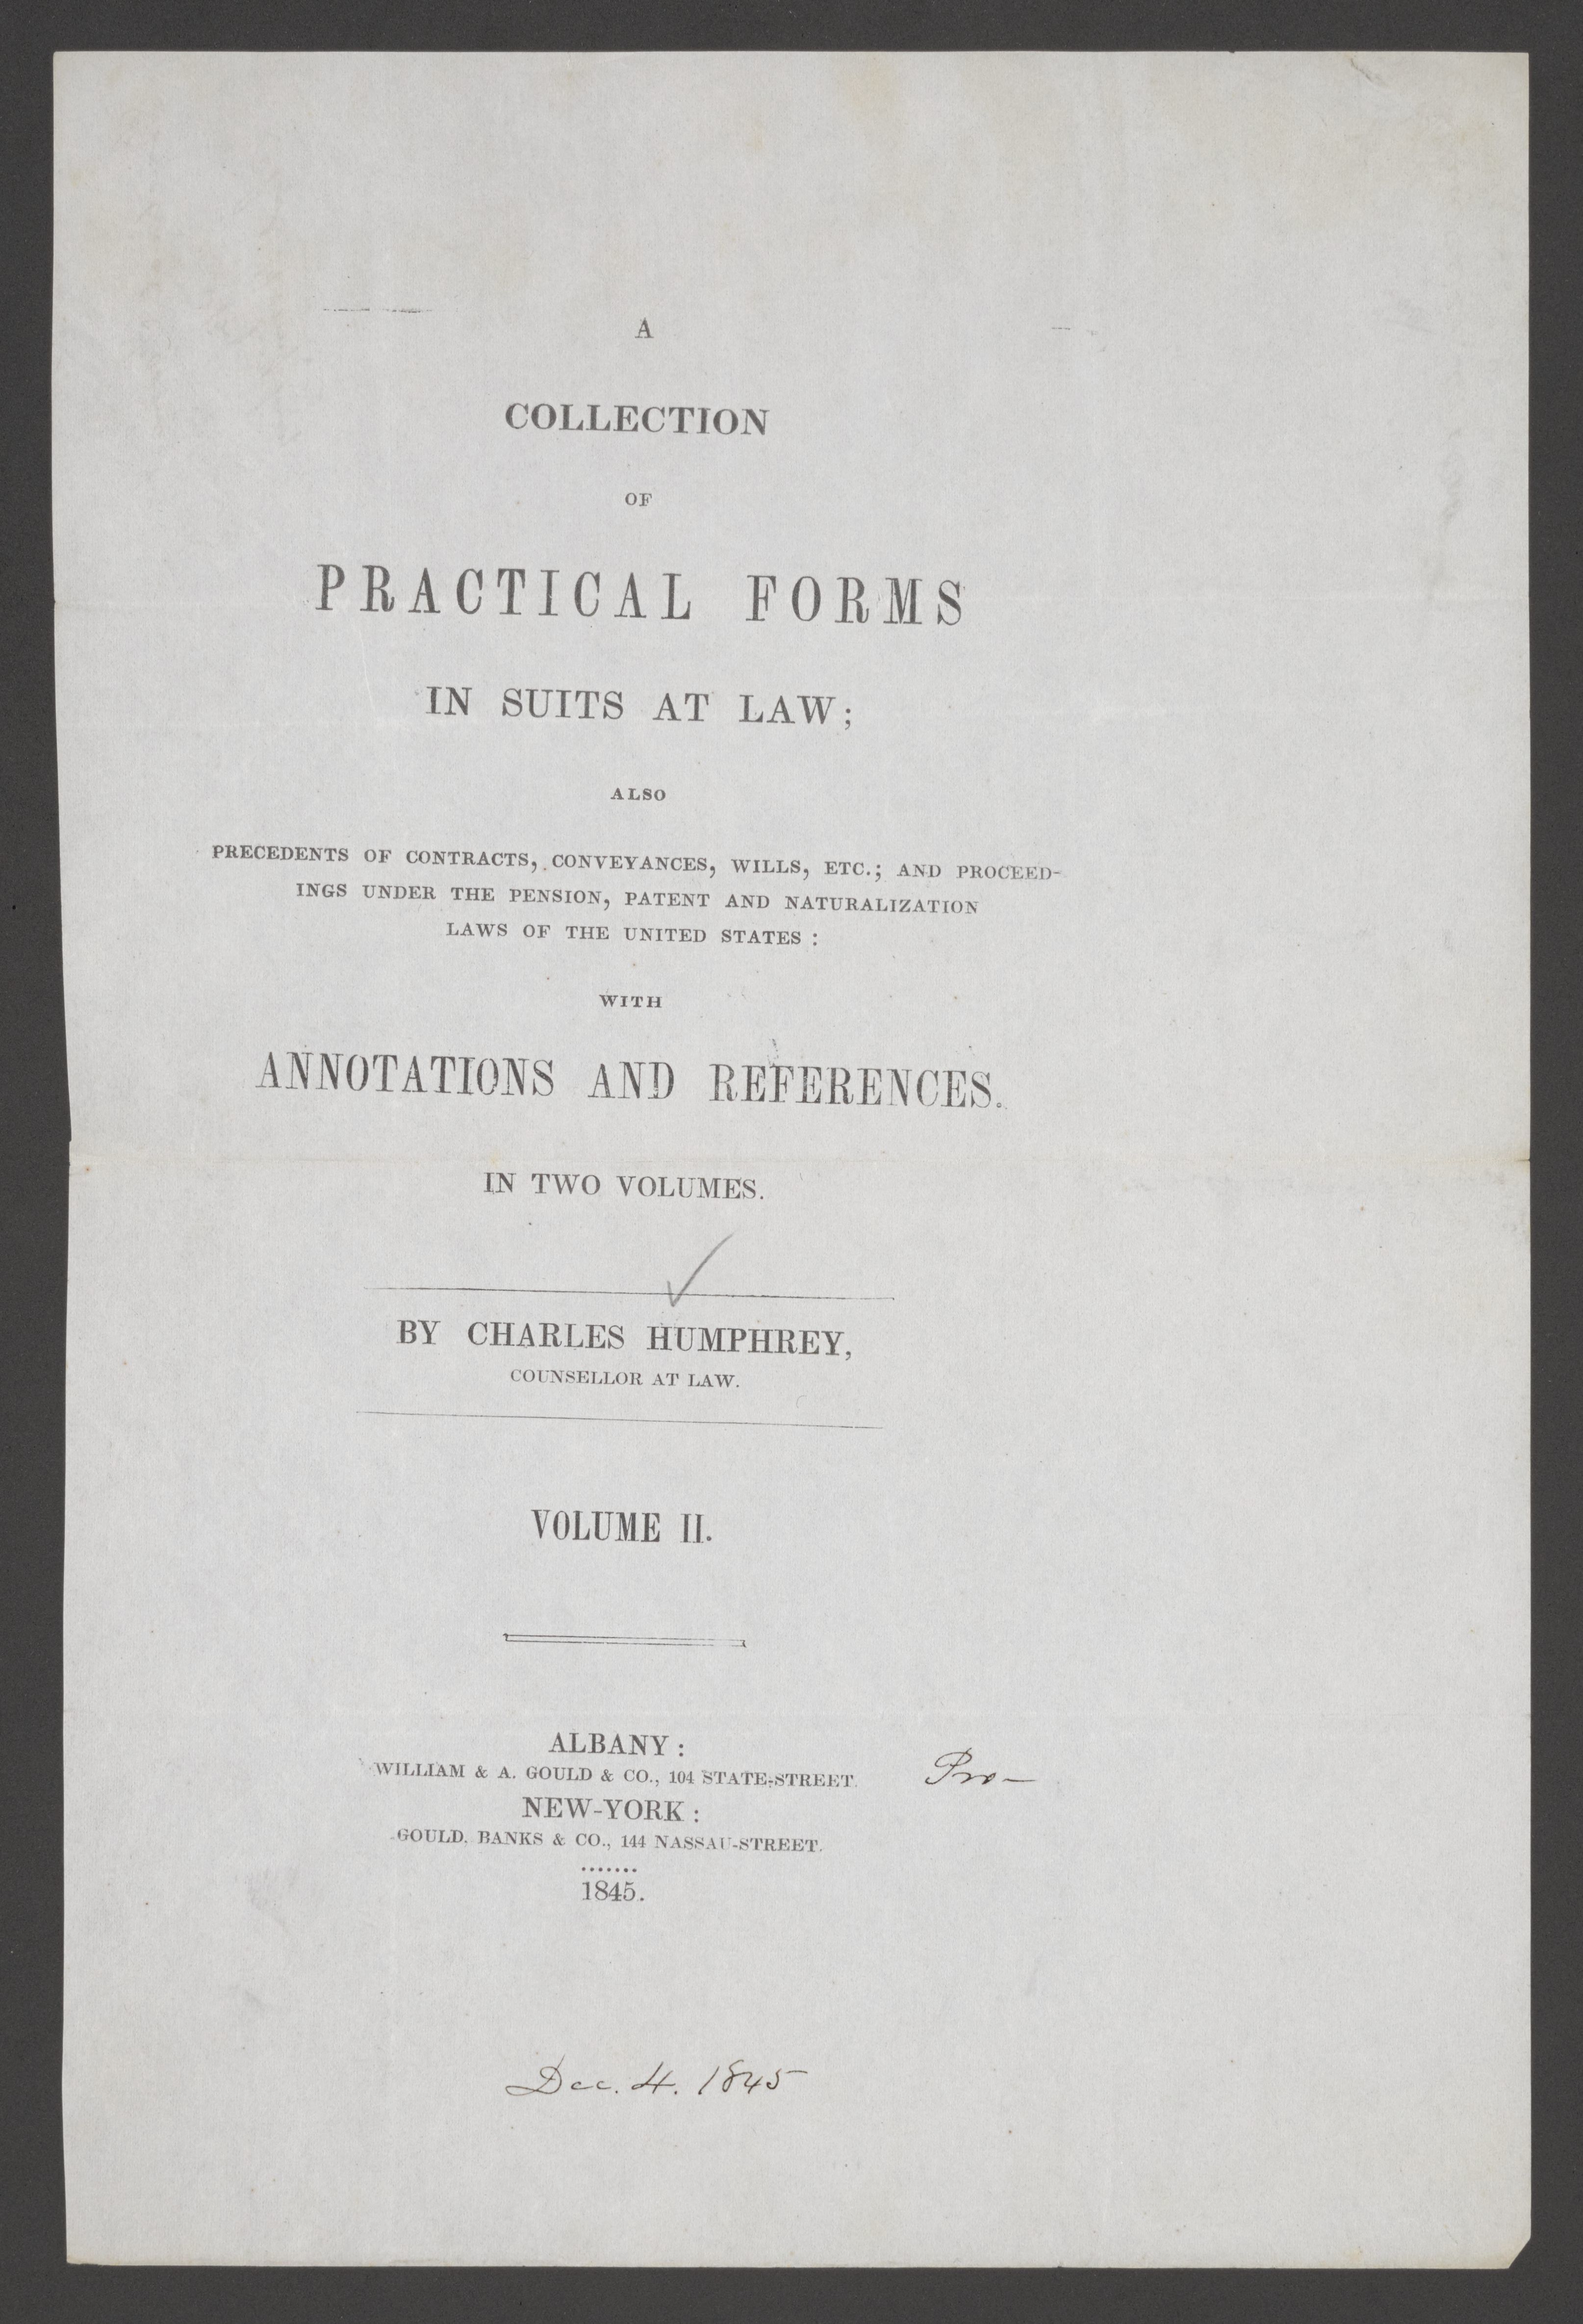 A
COLLECTION
OF
PRACTICAL FORMS
IN SUITS AT LAW;
ALSO
PRECEDENTS OF CONTRACTS, CONVEYANCES, WILLS, ETC.; AND PROCEED-
INGS UNDER THE PENSION, PATENT AND NATURALIZATION
LAWS OF THE UNITED STATES:
WITH
ANNOTATIONS AND REFERENCES.
IN TWO VOLUMES.
BY CHARLES HUMPHREY,
COUNSELLOR AT LAW.
VOLUME II.
ALBANY:
WILLIAM & A. GOULD & CO., 104 STATE-STREET.
Pro-
NEW-YORK:
GOULD, BANKS & CO., 144 NASSAU-STREET.
.......
1845.
Dec. 4. 1845